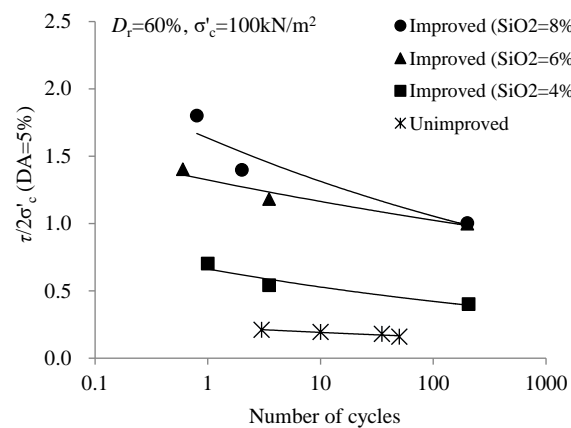 Dr=60%, σ'c=100kN/m²
Improved (SiO2=8%
Improved (SiO2=6%
Improved (SiO2=4%
Unimproved
τ/2σ'c (DA=5%)
2.5
2.0
1.5
1.0
0.5
0.0
0.1 1 10 100 1000
Number of cycles